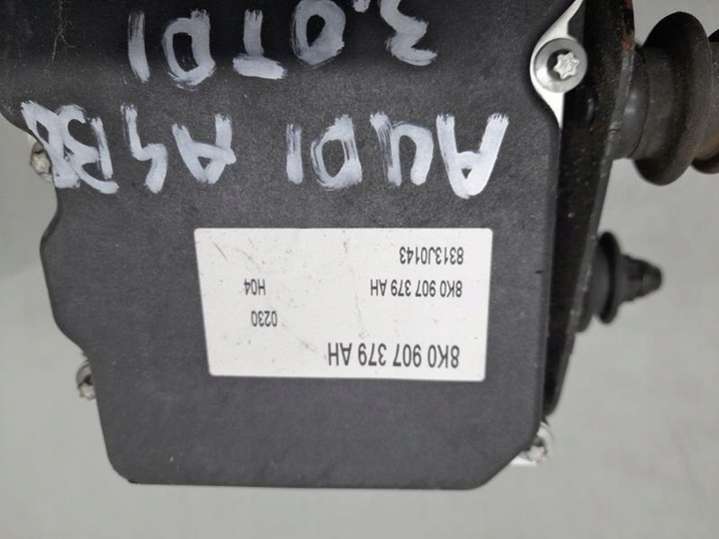 8K0 907 379 AH
0230
8K0 907 379 AH H04
8313J0143
AUDI A4B8
3.0TDI